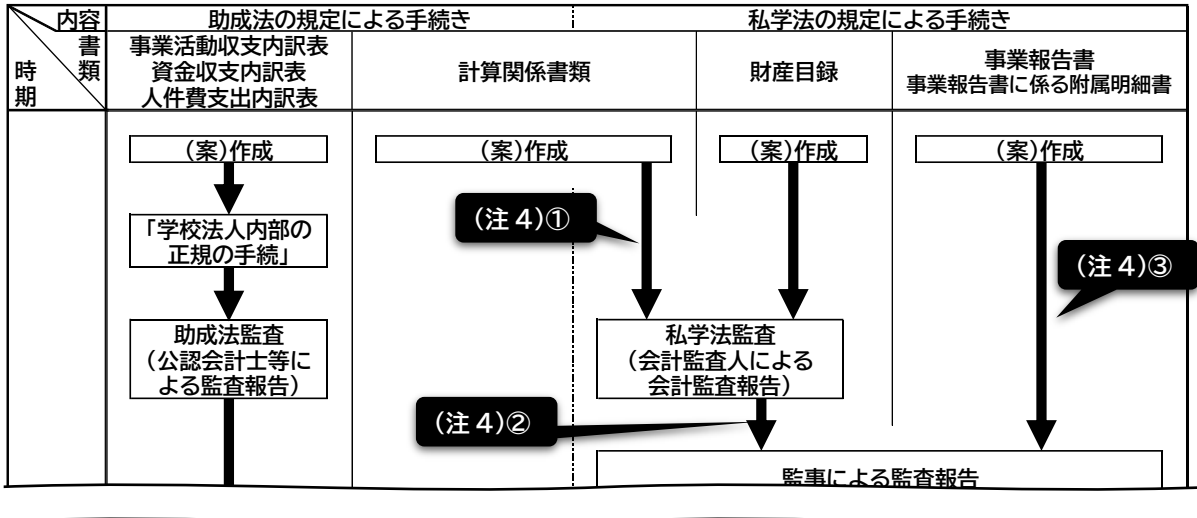 内容
書類
時期
助成法の規定による手続き
私学法の規定による手続き
事業活動収支内訳表
資金収支内訳表
人件費支出内訳表
計算関係書類
財産目録
事業報告書
事業報告書に係る附属明細書
(案)作成
(案)作成
(案)作成
(案)作成
「学校法人内部の
正規の手続」
(注4)①
(注4)③
助成法監査
(公認会計士等に
よる監査報告)
私学法監査
(会計監査人による
会計監査報告)
(注4)②
監事による監査報告